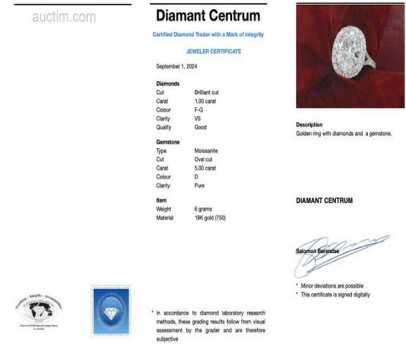 auctim.com
Diamant Centrum
Certified Diamond Trader with a Mark of integrity
JEWELER CERTIFICATE
September 1, 2024
Diamonds
Cut Brilliant cut
Carat 1.00 carat
Colour F-G
Clarity VS
Quality Good
Gemstone
Type Moissanite
Cut Oval cut
Carat 5.00 carat
Colour D
Clarity Pure
Item
Weight 6 grams
Material 18K gold (750)
* In accordance to diamond laboratory research
methods, these grading results follow from visual
assessment by the grader and are therefore
subjective
Description
Golden ring with diamonds and a gemstone.
DIAMANT CENTRUM
Salomon Barendse
* Minor deviations are possible
* This certificate is signed digitally